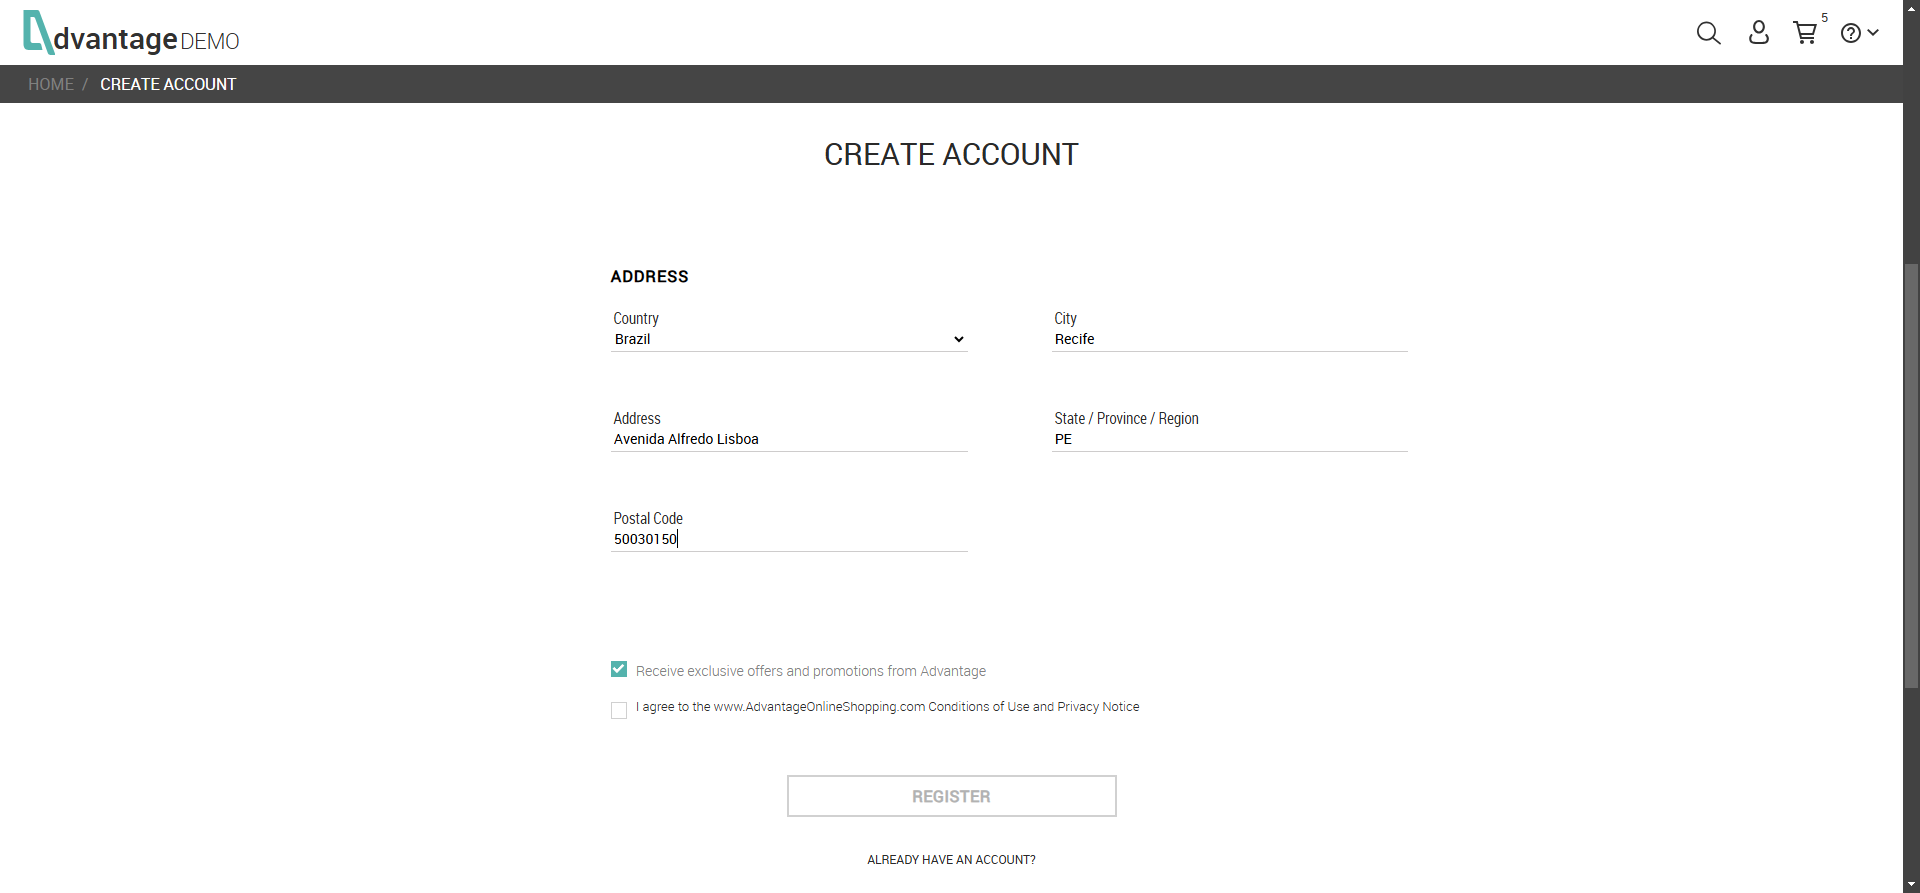 dvantage DEMO
5
HOME / CREATE ACCOUNT
CREATE ACCOUNT
ADDRESS
Country
Brazil
City
Recife
Address
Avenida Alfredo Lisboa
State / Province / Region
PE
Postal Code
50030150
Receive exclusive offers and promotions from Advantage
I agree to the www.AdvantageOnlineShopping.com Conditions of Use and Privacy Notice
REGISTER
ALREADY HAVE AN ACCOUNT?